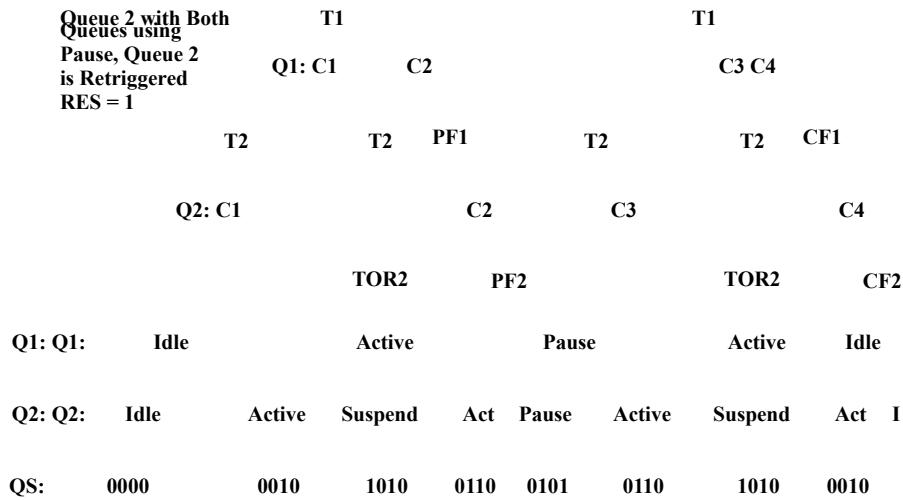 Queue 2 with Both T1 T1
Queues using
Pause, Queue 2
Q1: C1 C2 C3 C4
is Retriggered
RES = 1
T2 T2 PF1 T2 T2 CF1
Q2: C1 C2 C3 C4
TOR2 PF2 TOR2 CF2
Q1: Q1: Idle Active Pause Active Idle
Q2: Q2: Idle Active Suspend Act Pause Active Suspend Act I
QS: 0000 0010 1010 0110 0101 0110 1010 0010